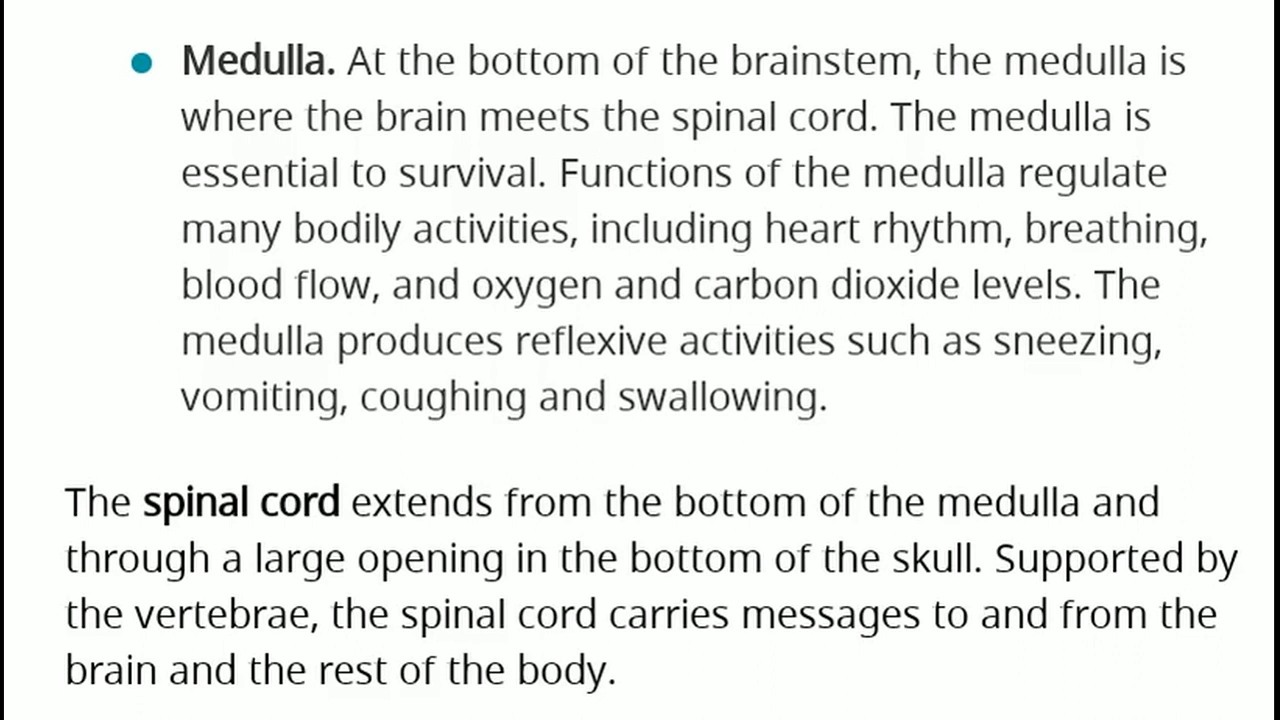 Medulla. At the bottom of the brainstem, the medulla is
where the brain meets the spinal cord. The medulla is
essential to survival. Functions of the medulla regulate
many bodily activities, including heart rhythm, breathing,
blood flow, and oxygen and carbon dioxide levels. The
medulla produces reflexive activities such as sneezing,
vomiting, coughing and swallowing.
The spinal cord extends from the bottom of the medulla and
through a large opening in the bottom of the skull. Supported by
the vertebrae, the spinal cord carries messages to and from the
brain and the rest of the body.